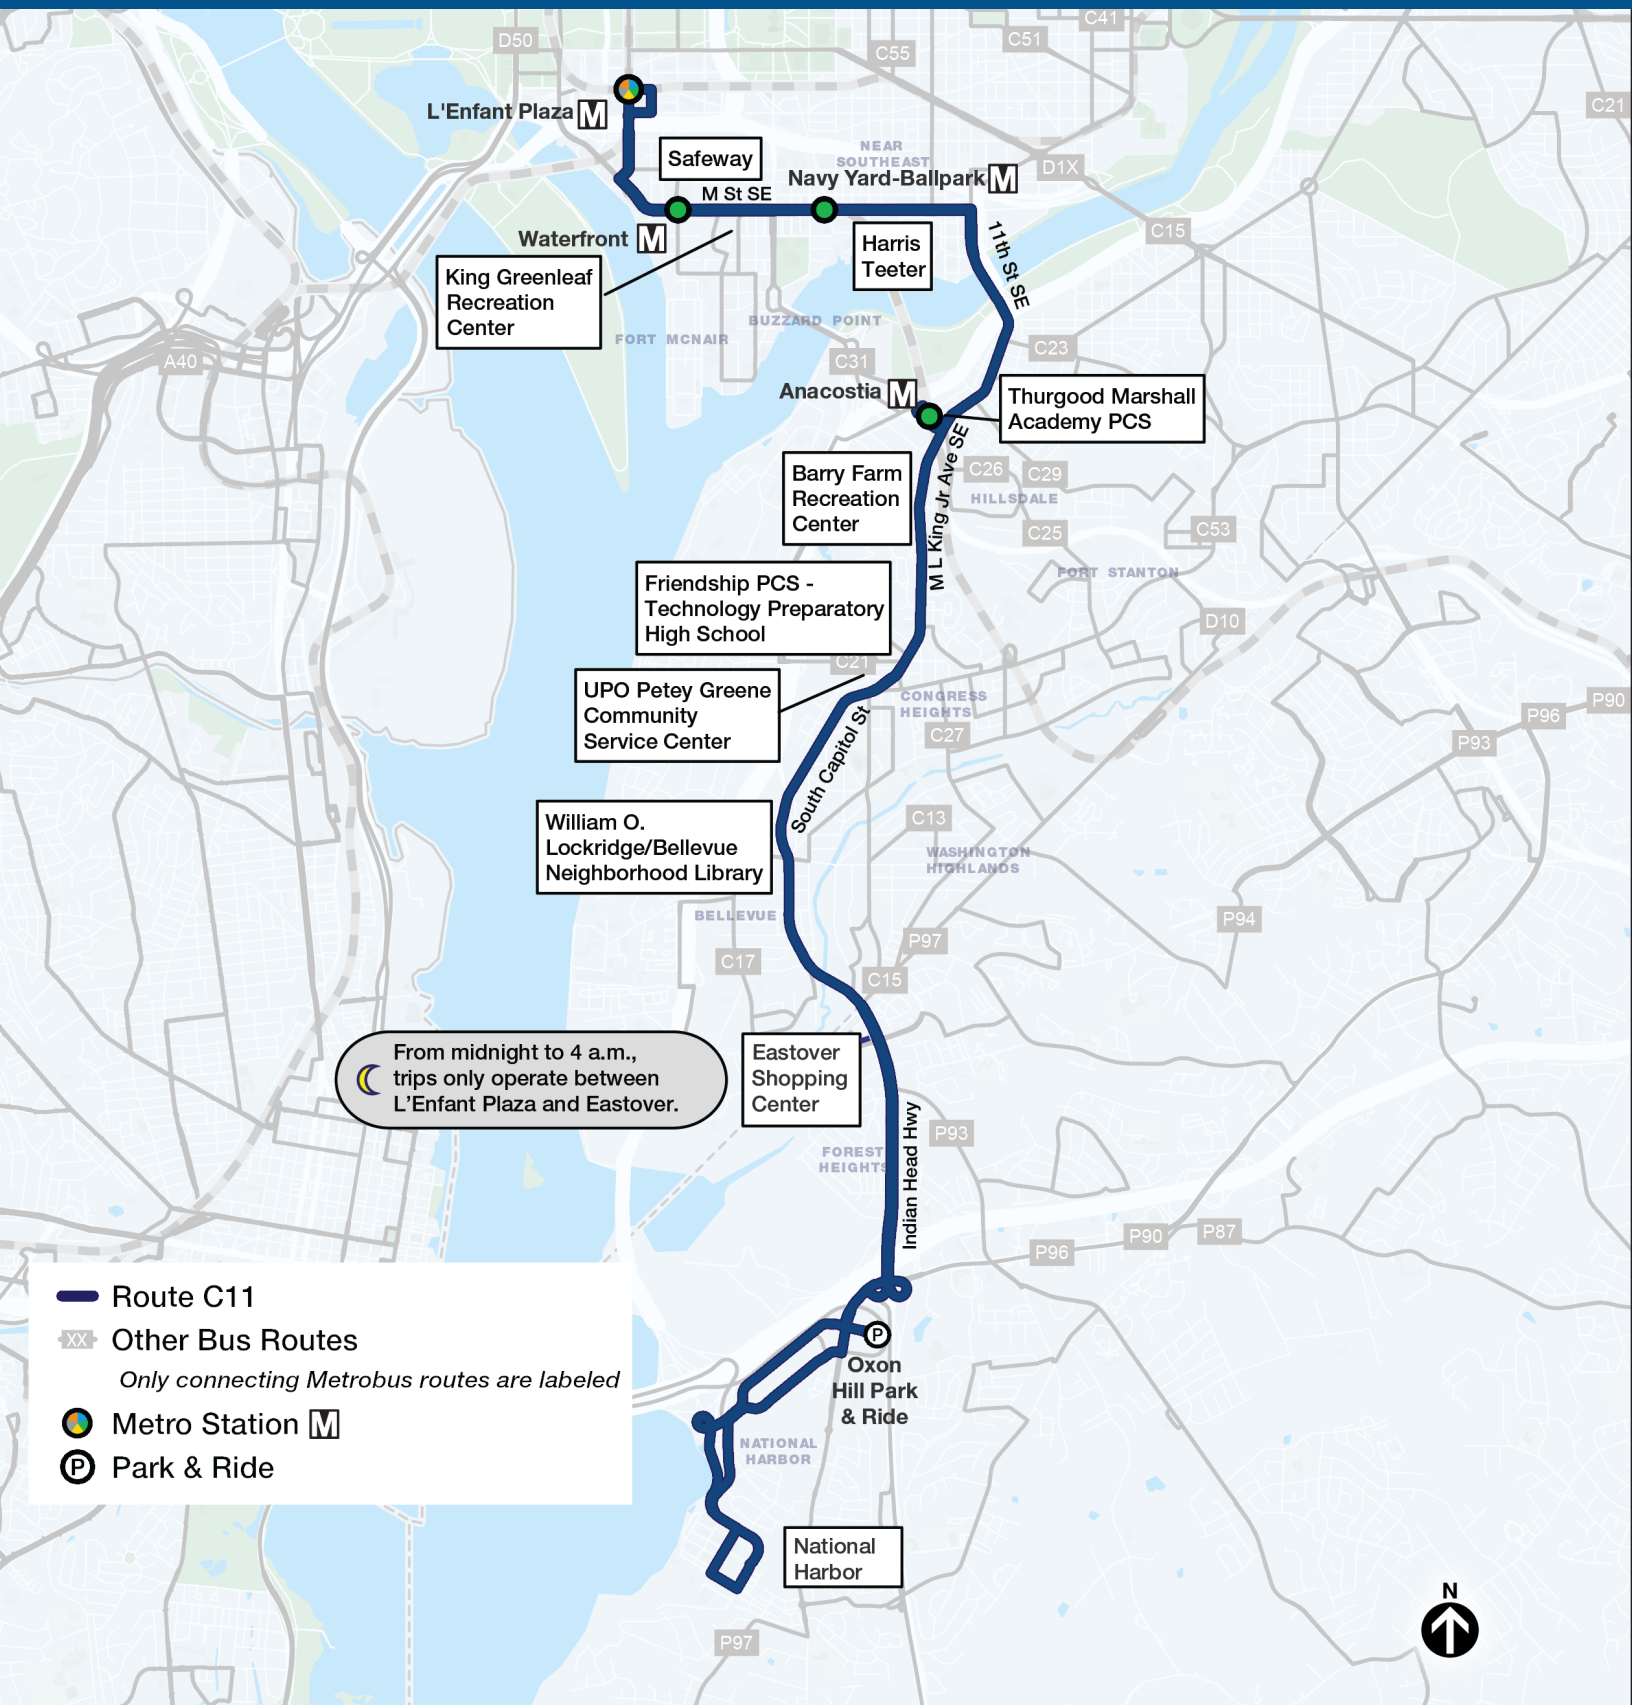 C41
D50
C51
C55
C21
L'Enfant Plaza M
Safeway
NEAR
SOUTHEAST
D1X
Navy Yard-Ballpark M
M St SE
Waterfront M
C15
Harris
Teeter
11th St SE
King Greenleaf
Recreation
Center
BUZZARD POINT
FORT MCNAIR
C31
C23
A40
Anacostia M
Thurgood Marshall
Academy PCS
M L King Jr Ave SE
Barry Farm
Recreation
Center
C26
C29
HILLSDALE
C25
C53
FORT STANTON
Friendship PCS -
Technology Preparatory
High School
D10
C21
UPO Petey Greene
Community
Service Center
CONGRESS
HEIGHTS
C27
P90
P96
P93
South Capitol St
William O.
Lockridge/Bellevue
Neighborhood Library
C13
WASHINGTON
HIGHLANDS
BELLEVUE
P94
P97
C17
C15
From midnight to 4 a.m.,
trips only operate between
L'Enfant Plaza and Eastover.
Eastover
Shopping
Center
P93
FOREST
HEIGHTS
Indian Head Hwy
P96
P90
P87
P
Oxon
Hill Park
& Ride
NATIONAL
HARBOR
National
Harbor
P97
Route C11
XX Other Bus Routes
Only connecting Metrobus routes are labeled
Metro Station M
P Park & Ride
N